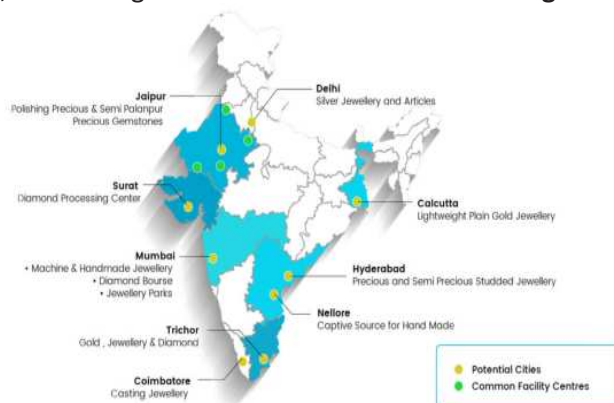 Jaipur
Polishing Precious & Semi Palanpur
Precious Gemstones
Delhi
Silver Jewellery and Articles
Surat
Diamond Processing Center
Calcutta
Lightweight Plain Gold Jewellery
Mumbai
• Machine & Handmade Jewellery
• Diamond Bourse
• Jewellery Parks
Hyderabad
Precious and Semi Precious Studded Jewellery
Nellore
Captive Source for Hand Made
Trichor
Gold , Jewellery & Diamond
Coimbatore
Casting Jewellery
Potential Cities
Common Facility Centres